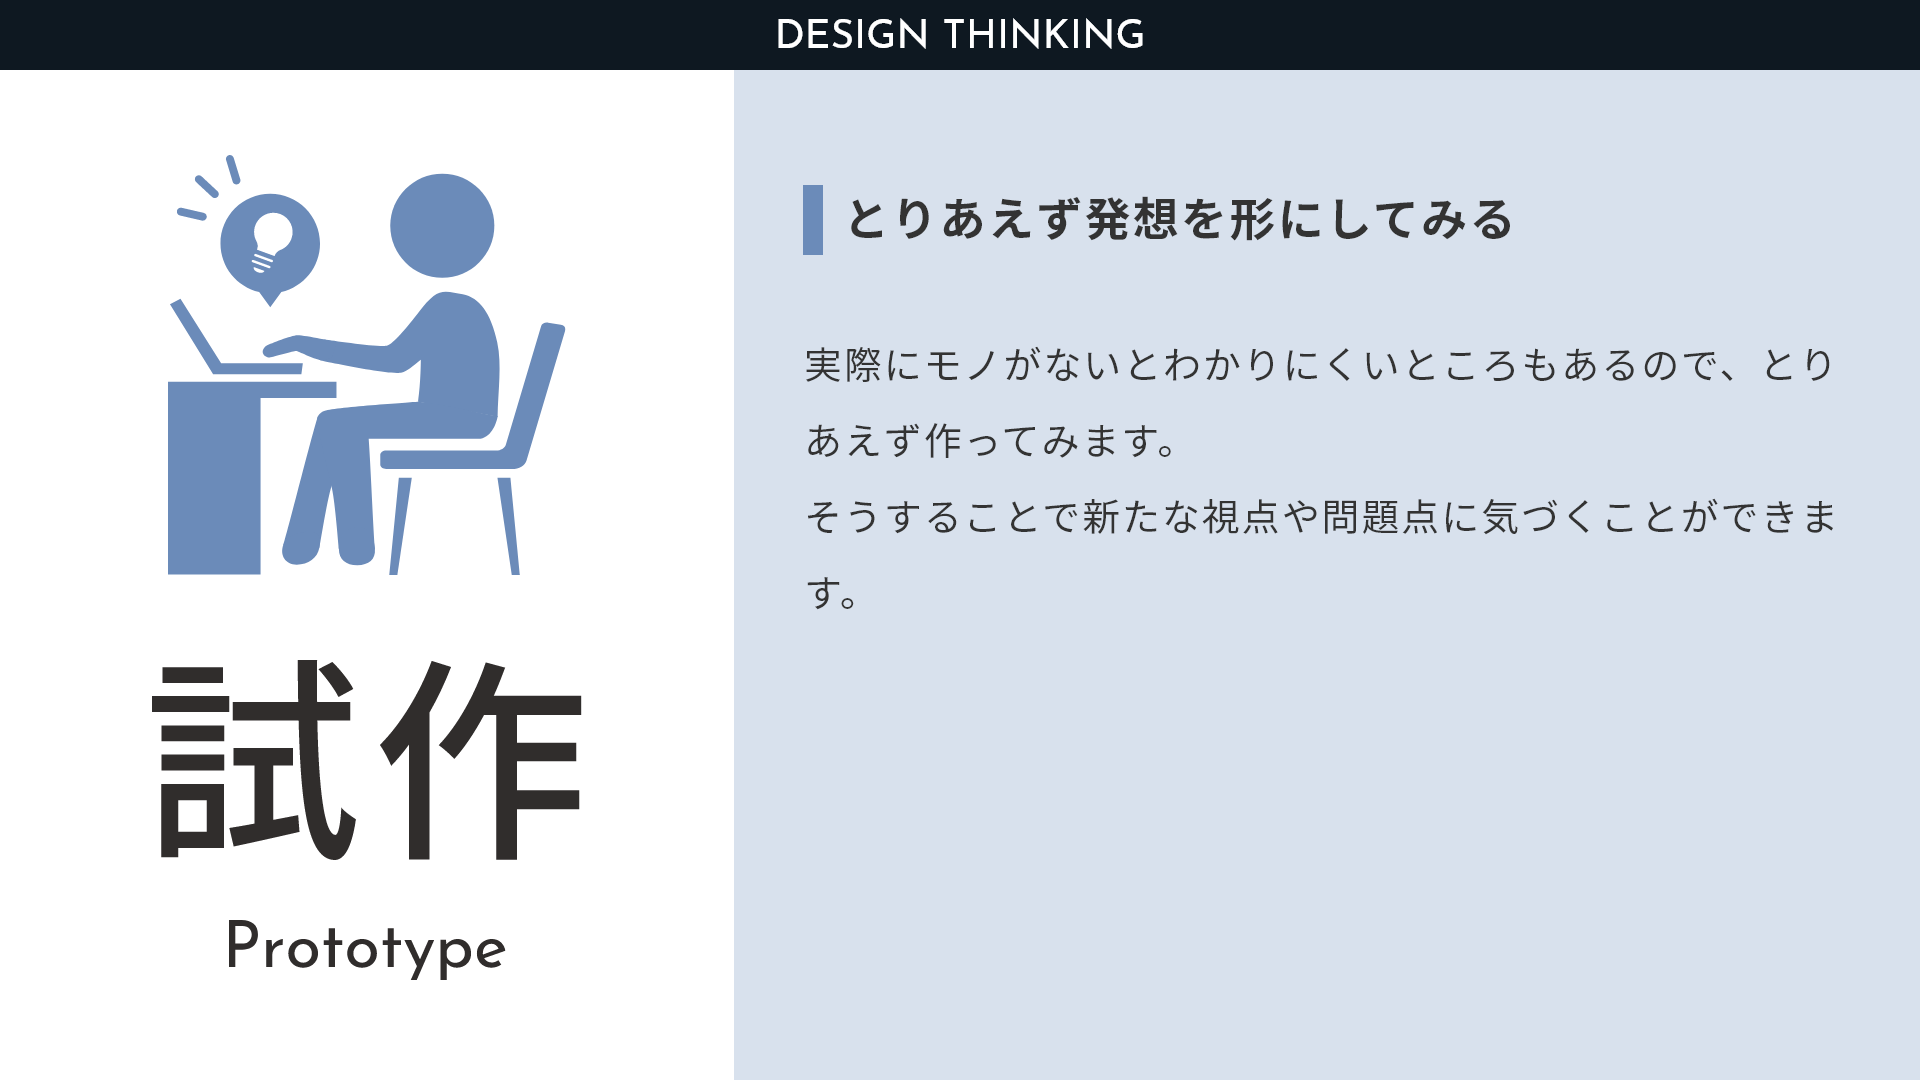 DESIGN THINKING
試作
Prototype
とりあえず発想を形にしてみる
実際にモノがないとわかりにくいところもあるので、とり
あえず作ってみます。
そうすることで新たな視点や問題点に気づくことができま
す。